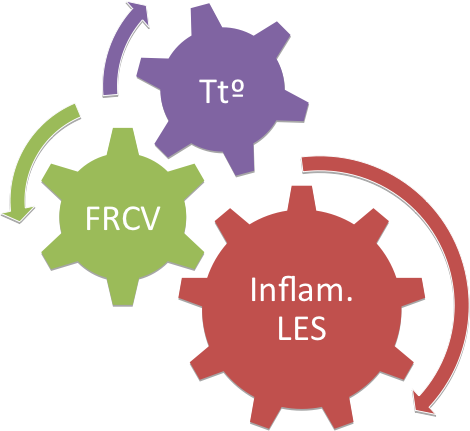 Ttº
FRCV
Inflam.
LES